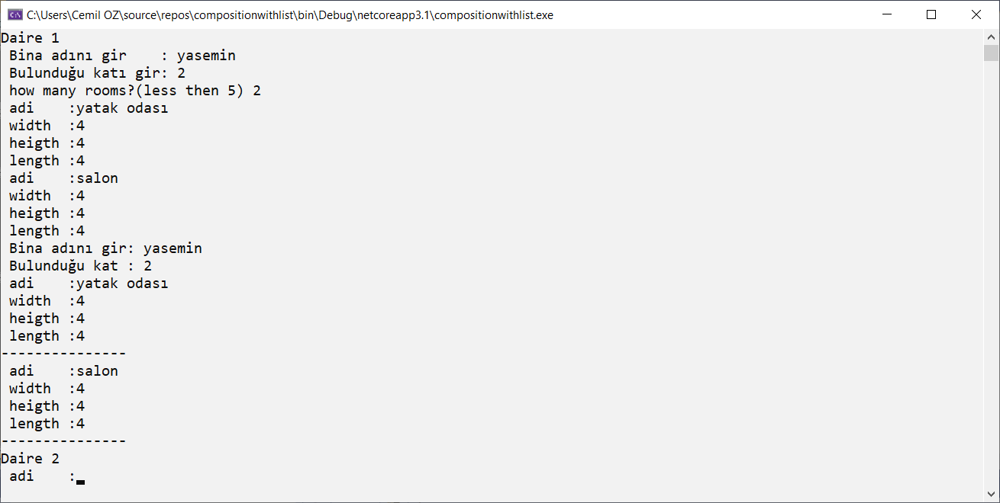 C:\Users\Cemil OZ\source\repos\compositionwithlist\bin\Debug\netcoreapp3.1\compositionwithlist.exe
Daire 1
Bina adını gir    : yasemin
Bulunduğu katı gir: 2
how many rooms?(less then 5) 2
adi    :yatak odası
width  :4
heigth :4
length :4
adi    :salon
width  :4
heigth :4
length :4
Bina adını gir: yasemin
Bulunduğu kat : 2
adi    :yatak odası
width  :4
heigth :4
length :4
---------------
adi    :salon
width  :4
heigth :4
length :4
---------------
Daire 2
adi    :